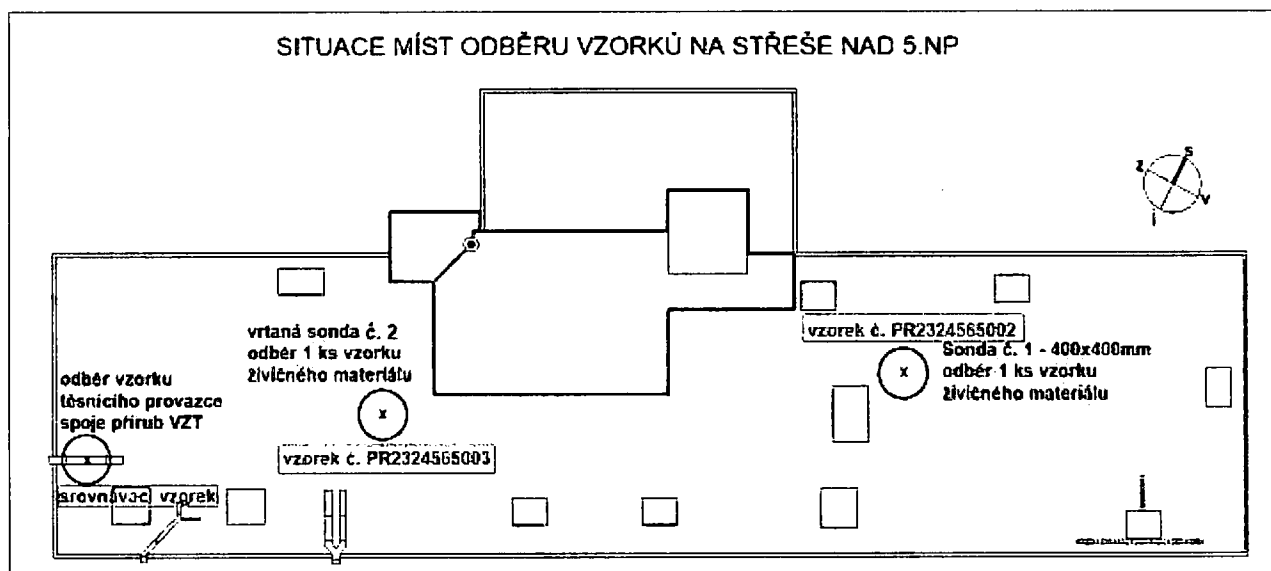 SITUACE MÍST ODBĚRU VZORKŮ NA STŘEŠE NAD 5.NP
S
Z
V
J
vzorek č. PR2324565002
vrtaná sonda č. 2
odběr 1 ks vzorku
živičného materiálu
Sonda č. 1 - 400x400mm
odběr 1 ks vzorku
živičného materiálu
x
x
odběr vzorku
těsnicího provazce
spoje přírub VZT
x
vzorek č. PR2324565003
srovnávac vzorek